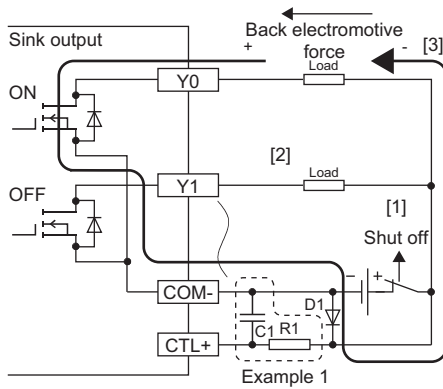 Sink output
Back electromotive
force
+
-
[3]
Load
Y0
ON
[2]
Load
Y1
OFF
[1]
Shut off
COM-
-
+
D1
C1
R1
CTL+
Example 1